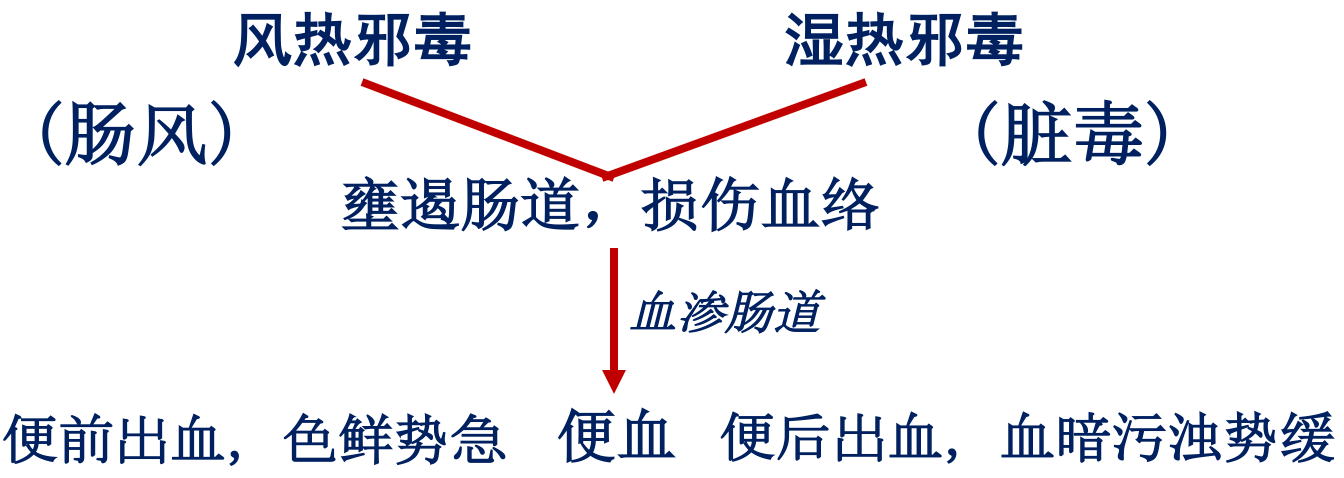 风热邪毒 湿热邪毒
(肠风) (脏毒)
壅遏肠道，损伤血络
血渗肠道
便前出血，色鲜势急 便血 便后出血，血暗污浊势缓